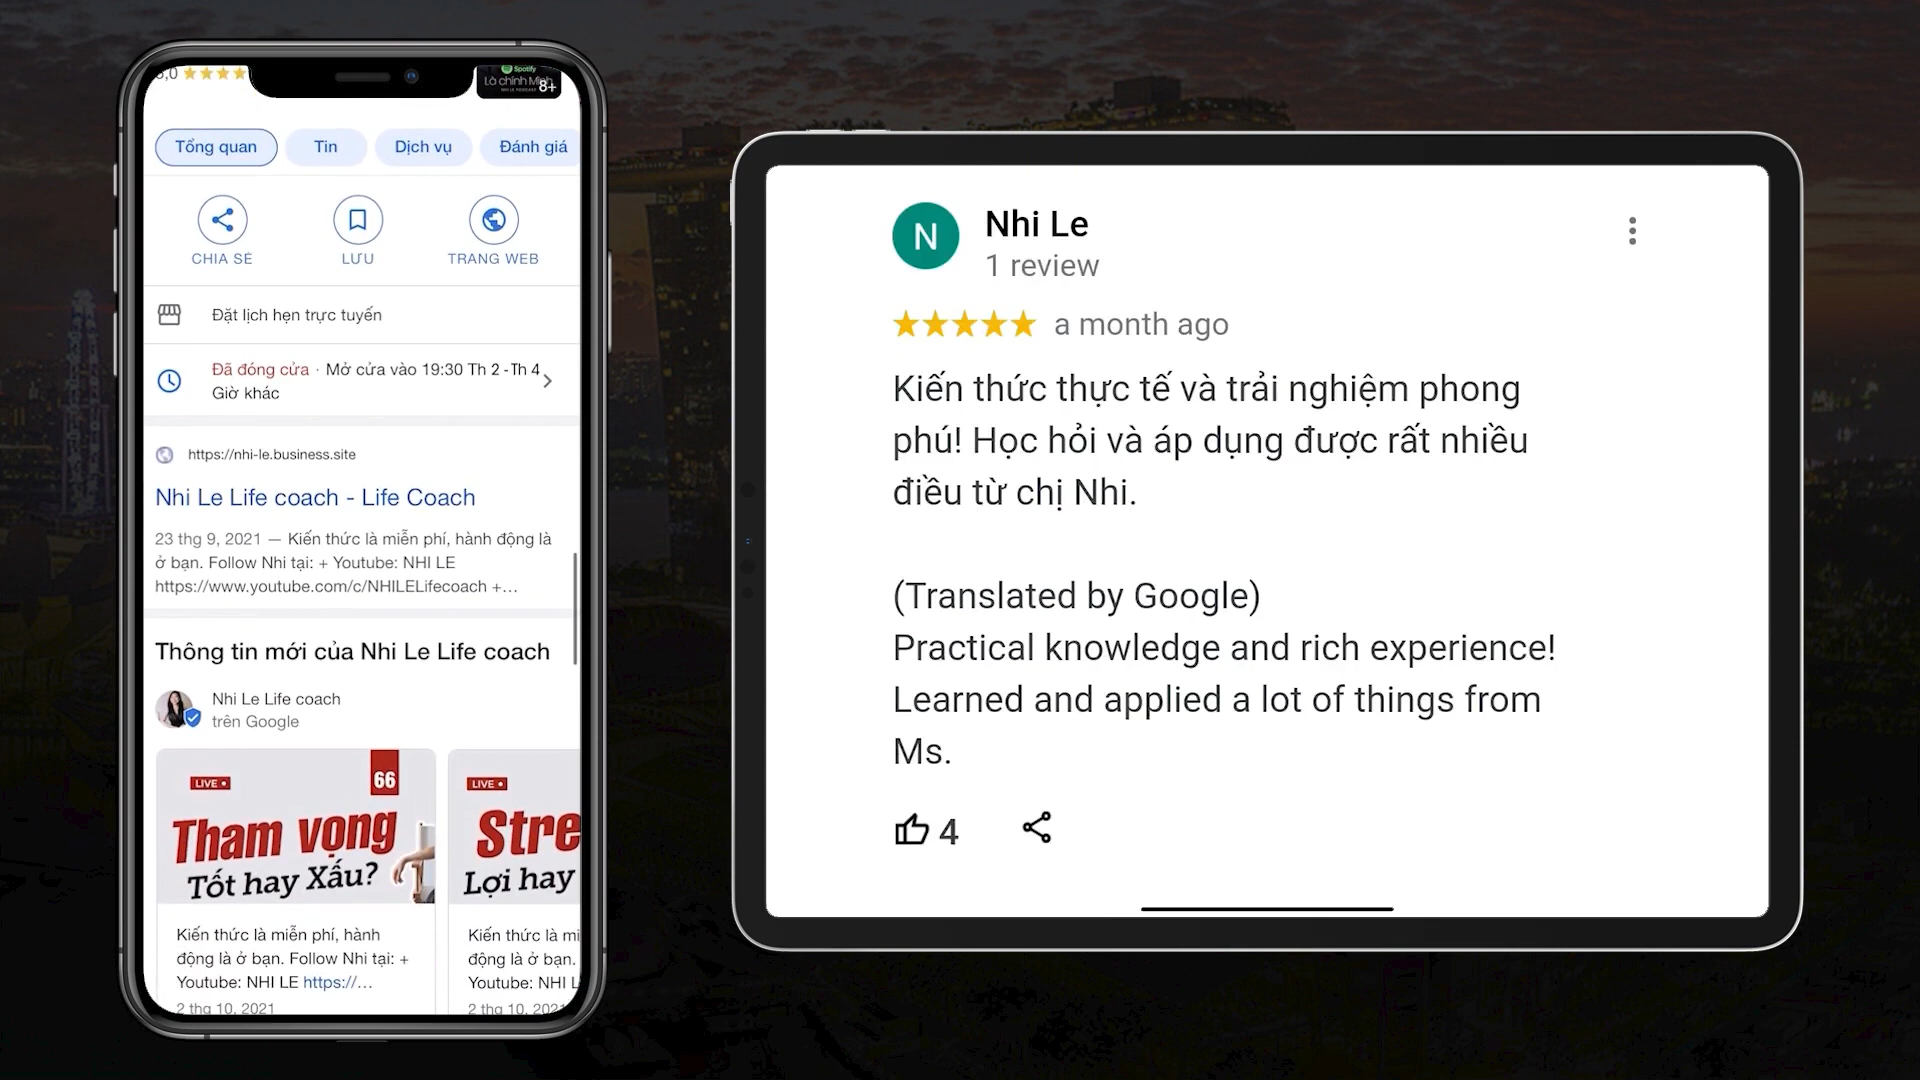 5,0
Spotify
Là chính Mình
8+
Tổng quan
Tin
Dịch vụ
Đánh giá
CHIA SẺ
LƯU
TRANG WEB
Đặt lịch hẹn trực tuyến
Đã đóng cửa · Mở cửa vào 19:30 Th 2 - Th 4
Giờ khác
https://nhi-le.business.site
Nhi Le Life coach - Life Coach
23 thg 9, 2021 — Kiến thức là miễn phí, hành động là
ở bạn. Follow Nhi tại: + Youtube: NHI LE
https://www.youtube.com/c/NHILELifecoach +...
Thông tin mới của Nhi Le Life coach
Nhi Le Life coach
trên Google
LIVE
66
Tham vọng
Tốt hay Xấu?
Kiến thức là miễn phí, hành
động là ở bạn. Follow Nhi tại: +
Youtube: NHI LE https://...
2 thg 10, 2021
LIVE
Stre
Lợi hay
Kiến thức là mi
động là ở bạn.
Youtube: NHI L
2 thg 10, 2021
N
Nhi Le
1 review
a month ago
Kiến thức thực tế và trải nghiệm phong
phú! Học hỏi và áp dụng được rất nhiều
điều từ chị Nhi.
(Translated by Google)
Practical knowledge and rich experience!
Learned and applied a lot of things from
Ms.
4